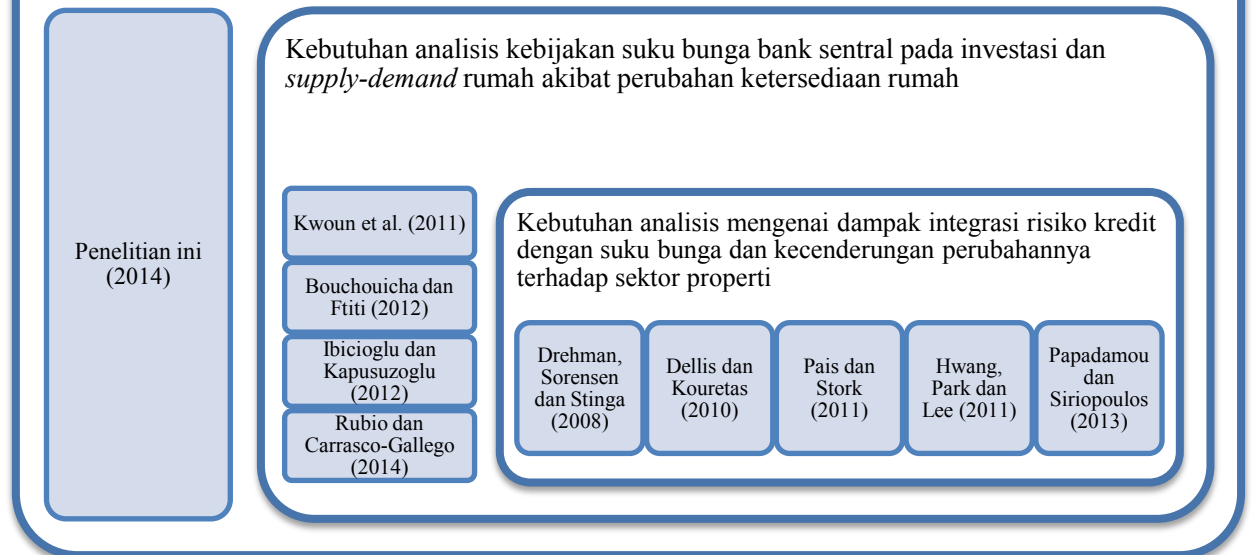 Penelitian ini
(2014)
Kebutuhan analisis kebijakan suku bunga bank sentral pada investasi dan
supply-demand rumah akibat perubahan ketersediaan rumah
Kwoun et al. (2011)
Bouchouicha dan
Ftiti (2012)
Ibicioglu dan
Kapusuzoglu
(2012)
Rubio dan
Carrasco-Gallego
(2014)
Kebutuhan analisis mengenai dampak integrasi risiko kredit
dengan suku bunga dan kecenderungan perubahannya
terhadap sektor properti
Drehman,
Sorensen
dan Stinga
(2008)
Dellis dan
Kouretas
(2010)
Pais dan
Stork
(2011)
Hwang,
Park dan
Lee (2011)
Papadamou
dan
Siriopoulos
(2013)